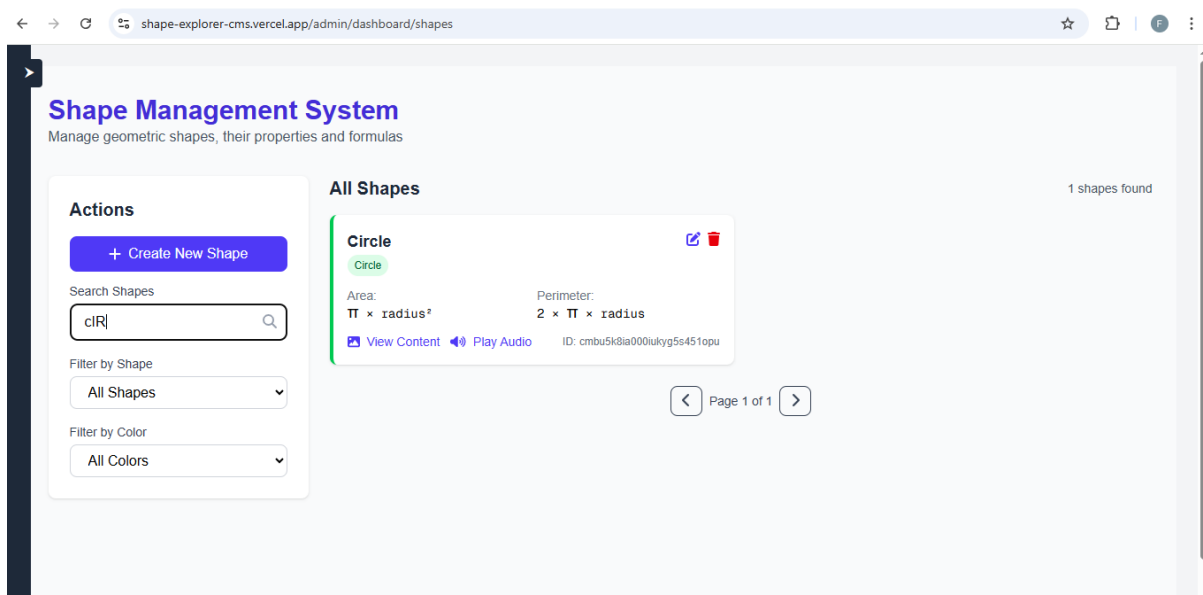 shape-explorer-cms.vercel.app/admin/dashboard/shapes
F
Shape Management System
Manage geometric shapes, their properties and formulas
Actions
+ Create New Shape
Search Shapes
cIR
Filter by Shape
All Shapes
Filter by Color
All Colors
All Shapes
1 shapes found
Circle
Circle
Area:
π × radius²
Perimeter:
2 × π × radius
View Content
Play Audio
ID: cmbu5k8ia000iukyg5s451opu
Page 1 of 1